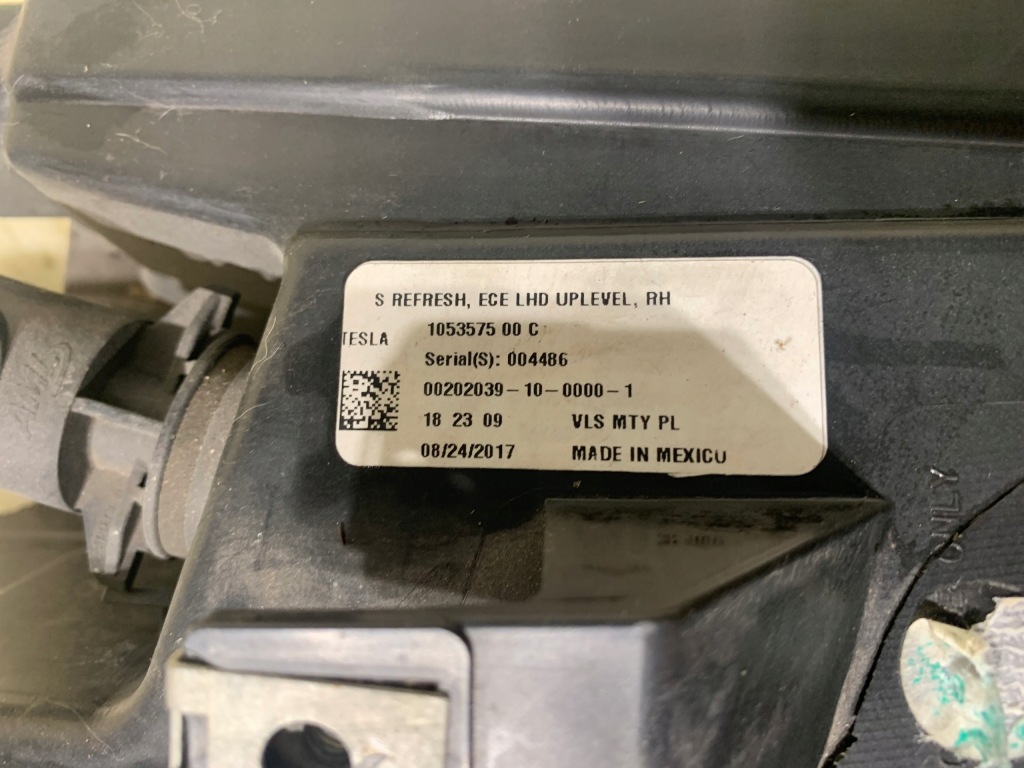 S REFRESH, ECE LHD UPLEVEL, RH
1053575 00 C
TESLA
Serial(S): 004486
00202039-10-0000-1
18 23 09 VLS MTY PL
08/24/2017 MADE IN MEXICO
ONLY